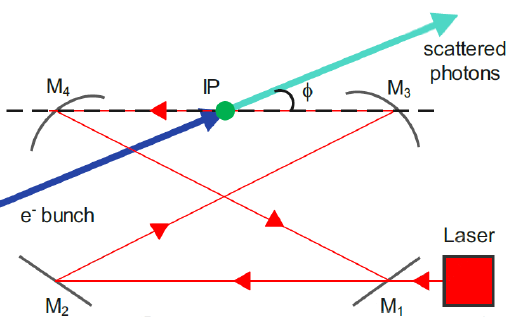 scattered
photons
M4
IP
ϕ
M3
e- bunch
Laser
M2
M1